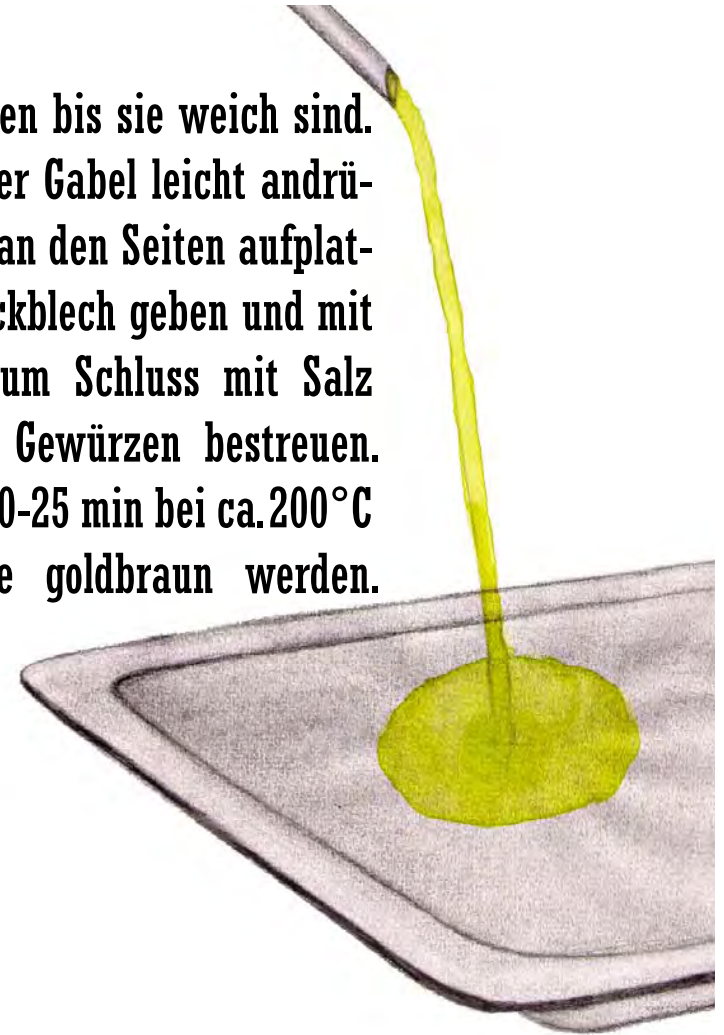 en bis sie weich sind.
er Gabel leicht andrü-
an den Seiten aufplat-
ckblech geben und mit
um Schluss mit Salz
Gewürzen bestreuen.
0-25 min bei ca. 200°C
e goldbraun werden.